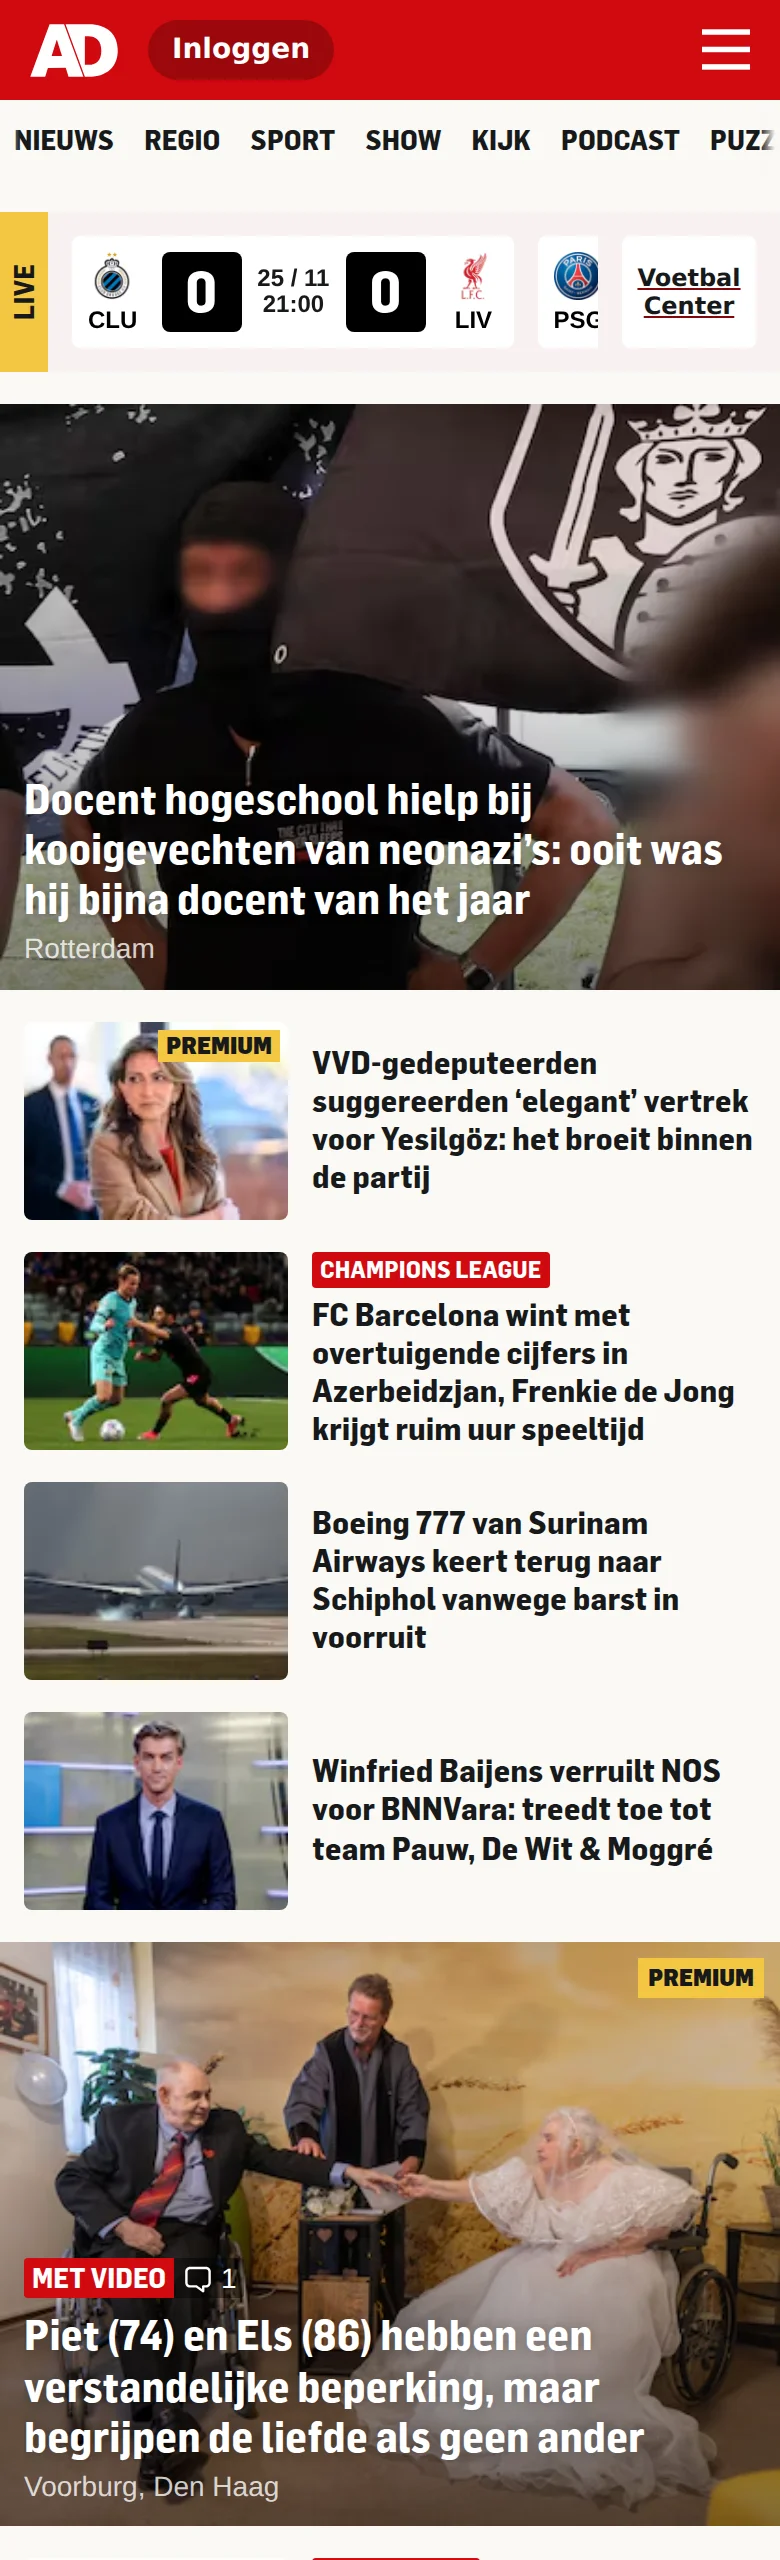 AD
Inloggen
NIEUWS REGIO SPORT SHOW KIJK PODCAST PUZZ
LIVE
CLU
0
25 / 11
21:00
0
L.F.C.
LIV
PARIS
PSG
Voetbal
Center
Docent hogeschool hielp bij
kooigevechten van neonazi’s: ooit was
hij bijna docent van het jaar
Rotterdam
PREMIUM
VVD-gedeputeerden
suggereerden ‘elegant’ vertrek
voor Yesilgöz: het broeit binnen
de partij
CHAMPIONS LEAGUE
FC Barcelona wint met
overtuigende cijfers in
Azerbeidzjan, Frenkie de Jong
krijgt ruim uur speeltijd
Boeing 777 van Surinam
Airways keert terug naar
Schiphol vanwege barst in
voorruit
Winfried Baijens verruilt NOS
voor BNNVara: treedt toe tot
team Pauw, De Wit & Moggré
PREMIUM
MET VIDEO 1
Piet (74) en Els (86) hebben een
verstandelijke beperking, maar
begrijpen de liefde als geen ander
Voorburg, Den Haag